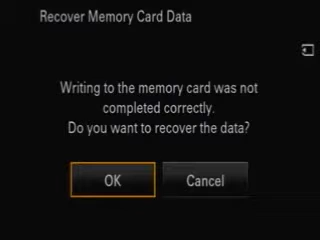 Recover Memory Card Data
Writing to the memory card was not
completed correctly.
Do you want to recover the data?
OK
Cancel